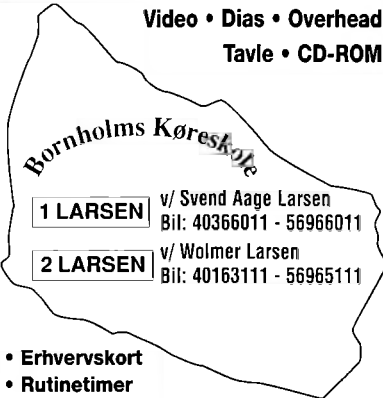 Video • Dias • Overhead
Tavle • CD-ROM
Bornholms Køreskole
1 LARSEN
v/ Svend Aage Larsen
Bil: 40366011 - 56966011
2 LARSEN
v/ Wolmer Larsen
Bil: 40163111 - 56965111
• Erhvervskort
• Rutinetimer